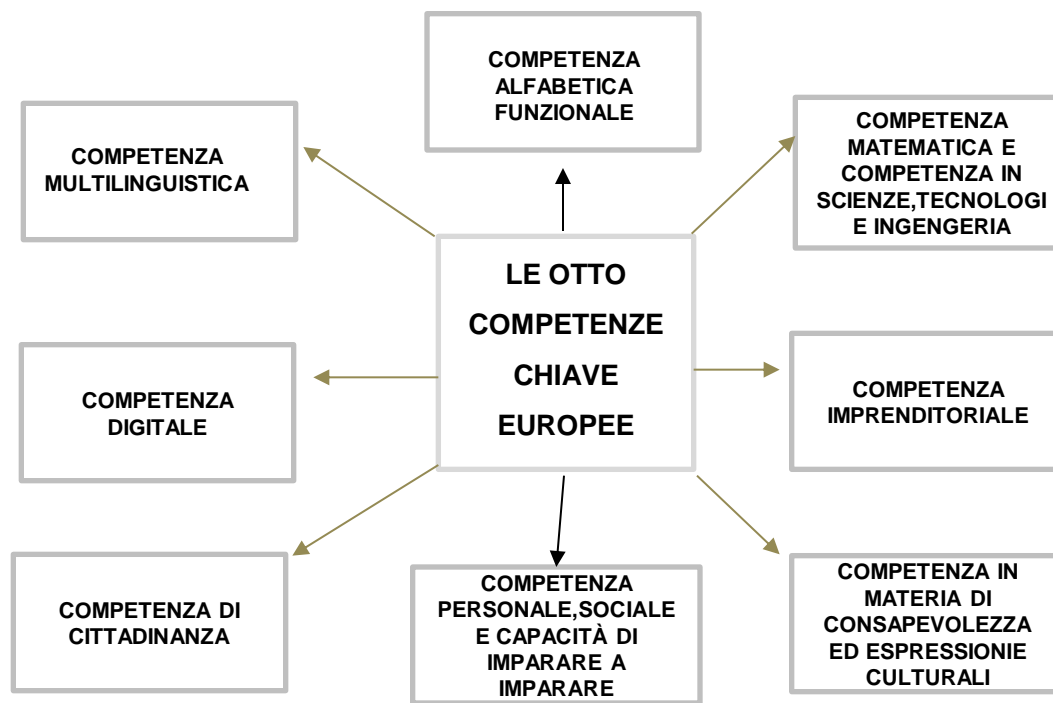 COMPETENZA
ALFABETICA
FUNZIONALE
COMPETENZA
MULTILINGUISTICA
COMPETENZA
MATEMATICA E
COMPETENZA IN
SCIENZE,TECNOLOGI
E INGENGERIA
LE OTTO
COMPETENZE
CHIAVE
EUROPEE
COMPETENZA
DIGITALE
COMPETENZA
IMPRENDITORIALE
COMPETENZA DI
CITTADINANZA
COMPETENZA
PERSONALE,SOCIALE
E CAPACITÀ DI
IMPARARE A
IMPARARE
COMPETENZA IN
MATERIA DI
CONSAPEVOLEZZA
ED ESPRESSIONIE
CULTURALI